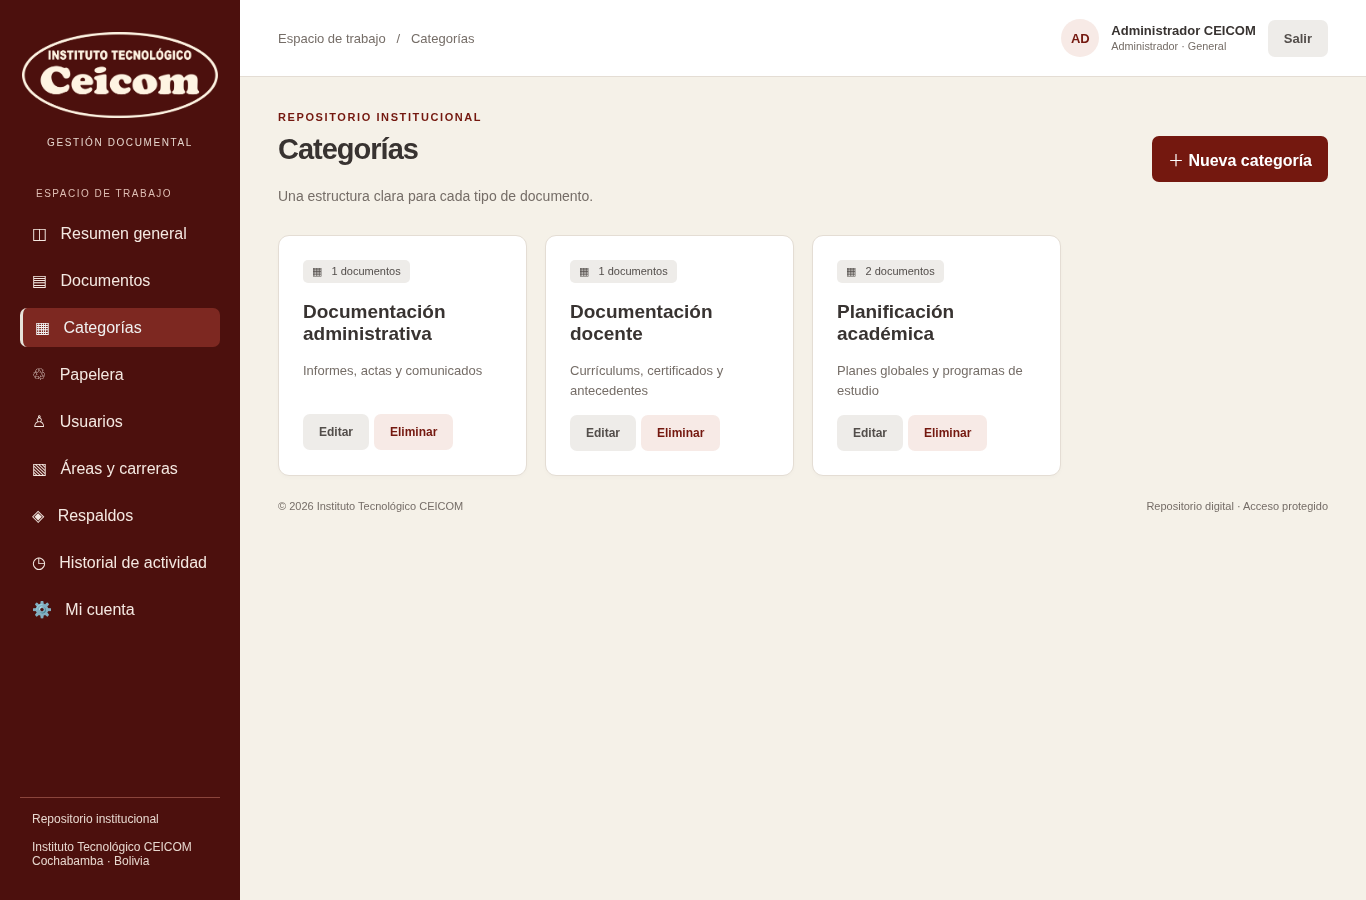 INSTITUTO TECNOLÓGICO
Ceicom
GESTIÓN DOCUMENTAL
ESPACIO DE TRABAJO
Resumen general
Documentos
Categorías
Papelera
Usuarios
Áreas y carreras
Respaldos
Historial de actividad
Mi cuenta
Repositorio institucional
Instituto Tecnológico CEICOM
Cochabamba · Bolivia
Espacio de trabajo / Categorías
AD
Administrador CEICOM
Administrador · General
Salir
REPOSITORIO INSTITUCIONAL
Categorías
Una estructura clara para cada tipo de documento.
+ Nueva categoría
1 documentos
Documentación
administrativa
Informes, actas y comunicados
Editar Eliminar
1 documentos
Documentación
docente
Currículums, certificados y
antecedentes
Editar Eliminar
2 documentos
Planificación
académica
Planes globales y programas de
estudio
Editar Eliminar
© 2026 Instituto Tecnológico CEICOM
Repositorio digital · Acceso protegido